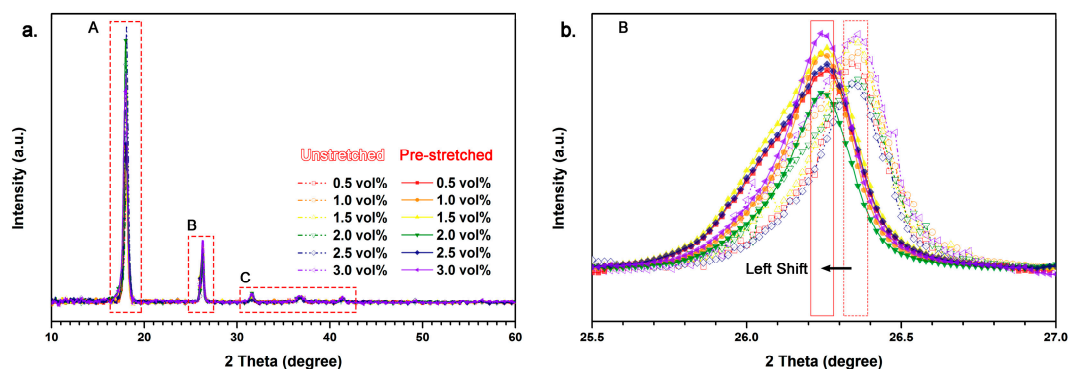 a.
A
B
C
Unstretched Pre-stretched
0.5 vol% 0.5 vol%
1.0 vol% 1.0 vol%
1.5 vol% 1.5 vol%
2.0 vol% 2.0 vol%
2.5 vol% 2.5 vol%
3.0 vol% 3.0 vol%
Intensity (a.u.)
10 20 30 40 50 60
2 Theta (degree)
b.
B
Left Shift
Intensity (a.u.)
25.5 26.0 26.5 27.0
2 Theta (degree)